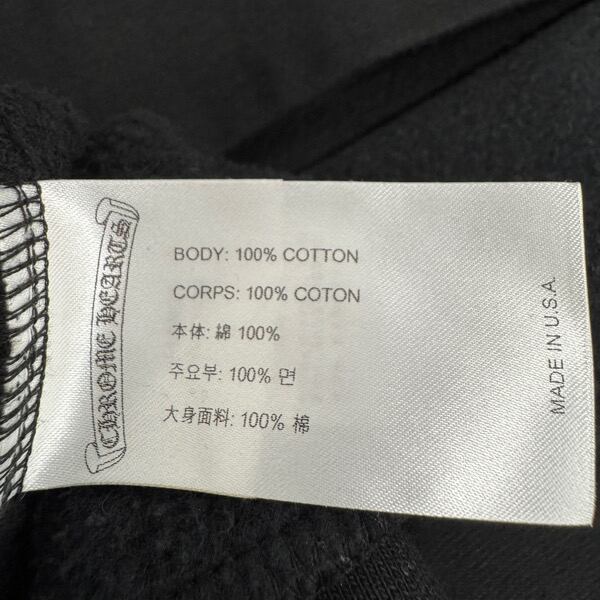 CHROME HEARTS
BODY: 100% COTTON
CORPS: 100% COTON
本体: 綿 100%
주요부: 100% 면
大身面料: 100% 棉
MADE IN U.S.A.